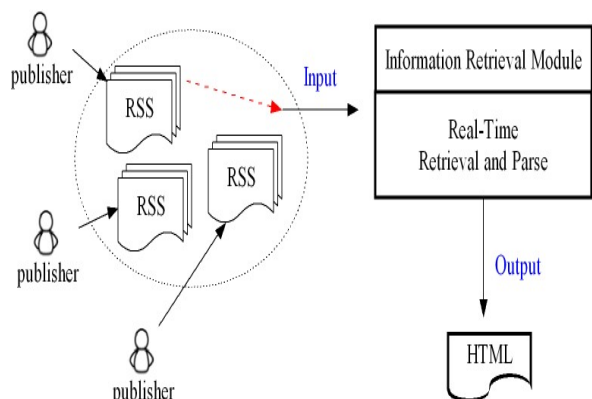 publisher
RSS
Input
Information Retrieval Module
Real-Time
Retrieval and Parse
RSS
RSS
publisher
Output
publisher
HTML